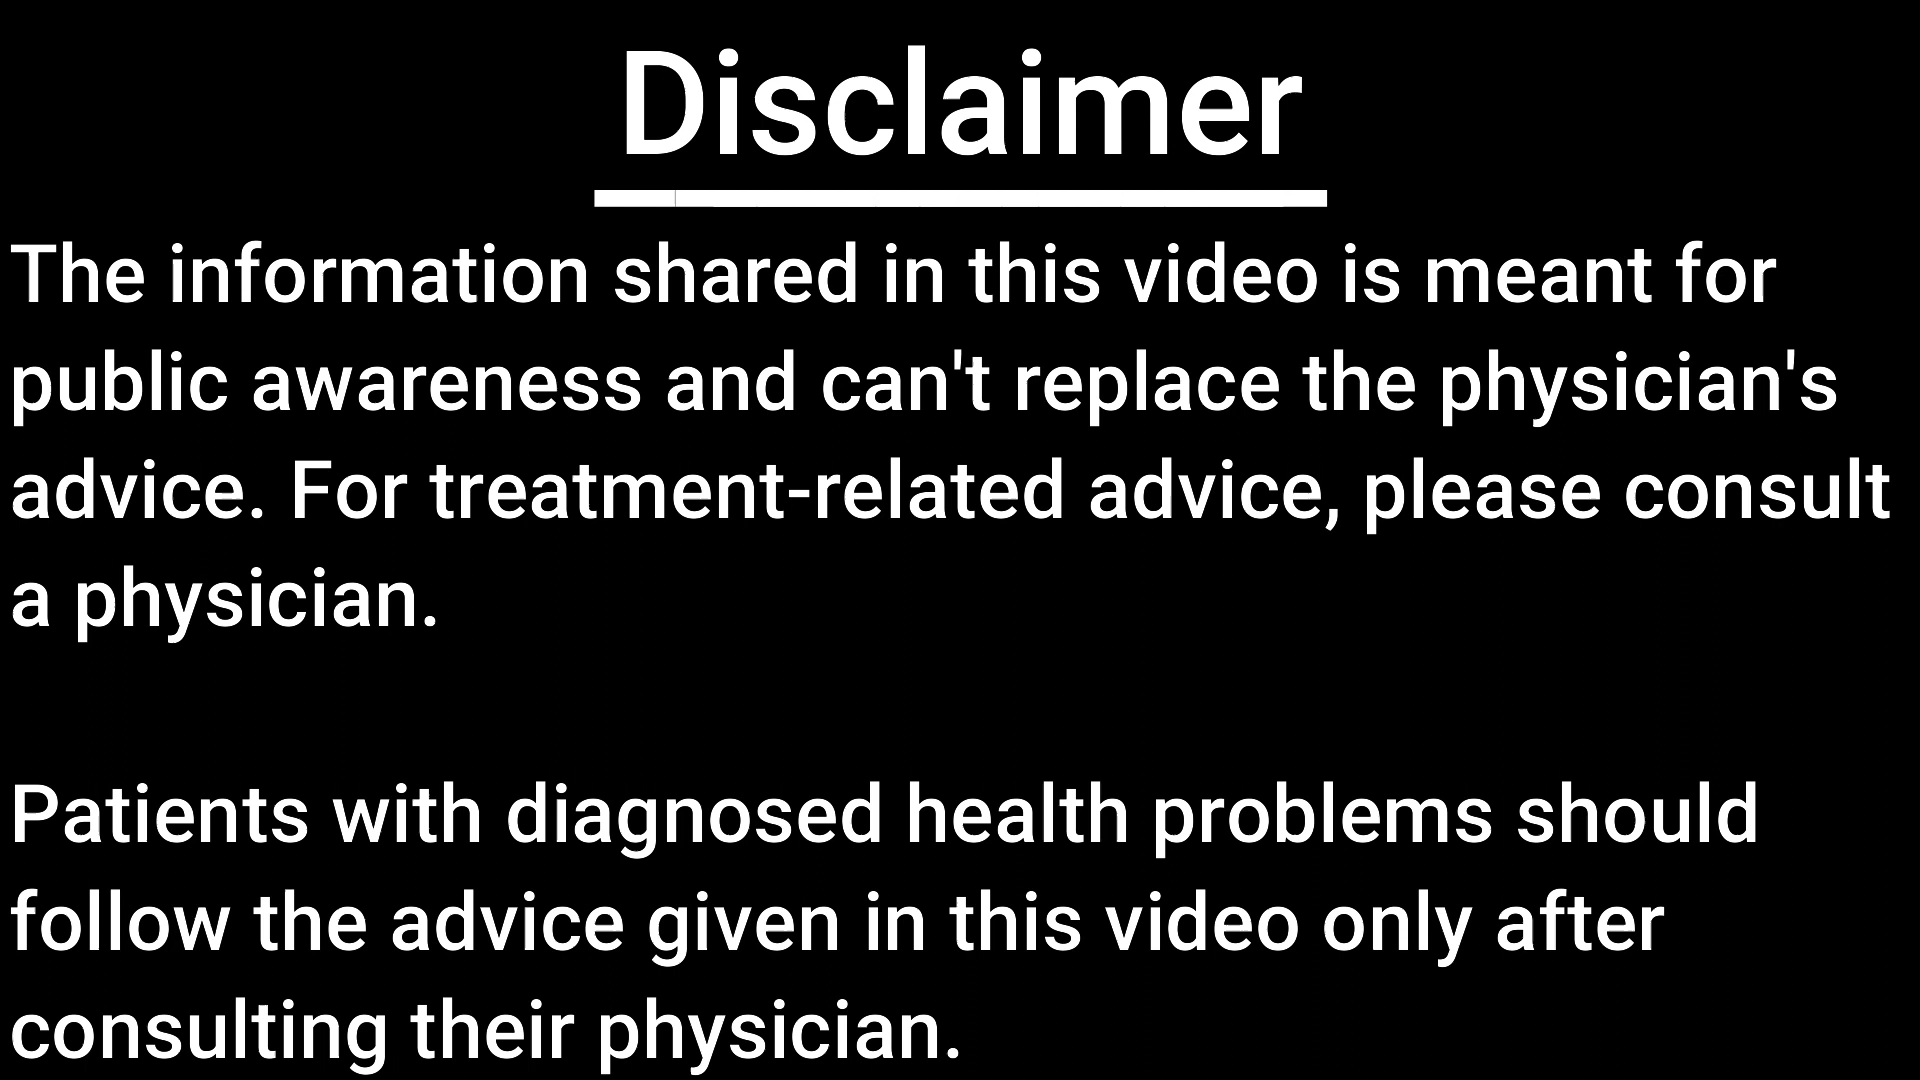 Disclaimer
The information shared in this video is meant for
public awareness and can't replace the physician's
advice. For treatment-related advice, please consult
a physician.
Patients with diagnosed health problems should
follow the advice given in this video only after
consulting their physician.